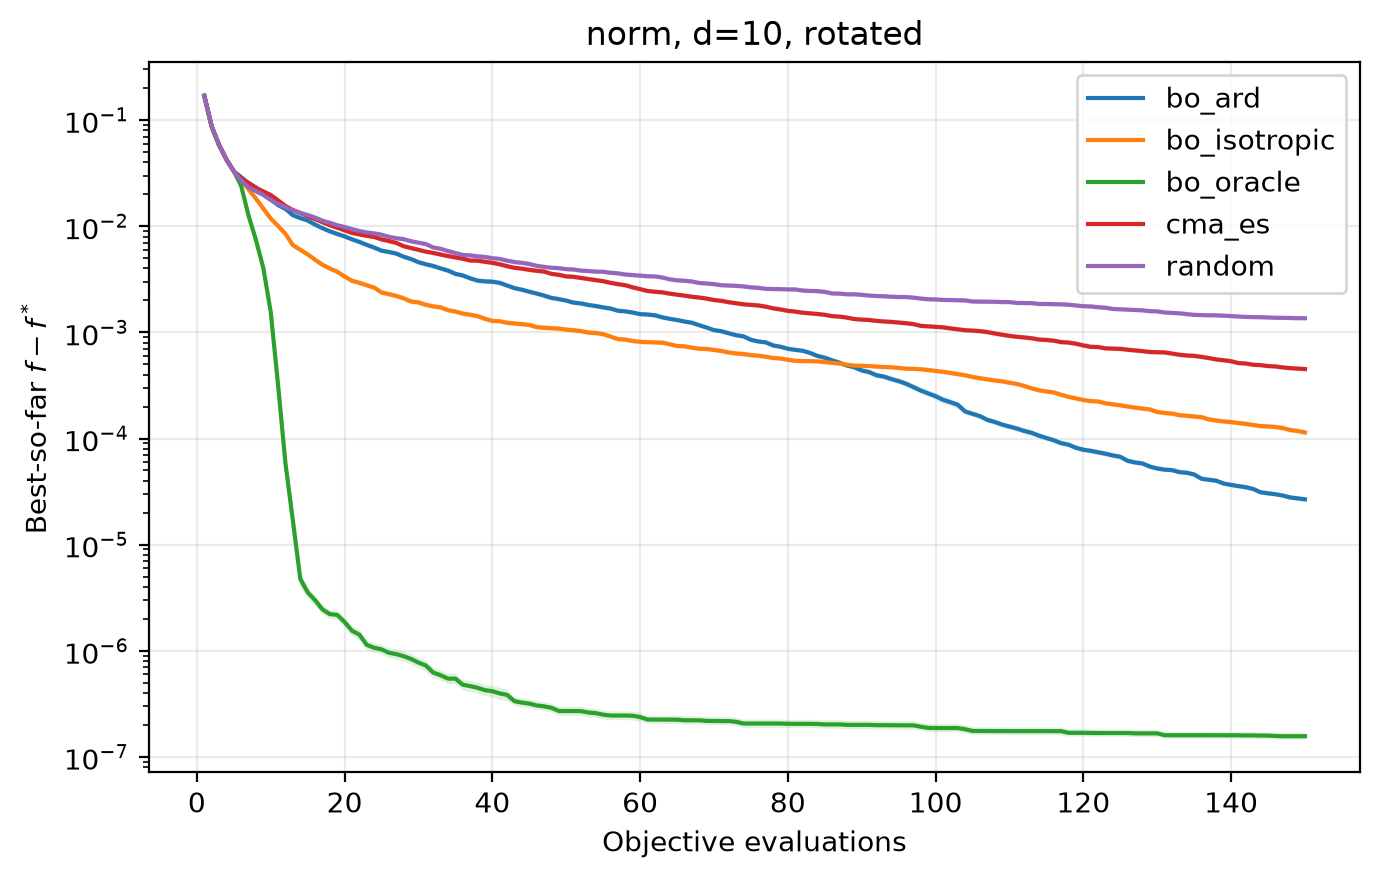 norm, d=10, rotated
bo_ard
bo_isotropic
bo_oracle
cma_es
random
10⁻¹
10⁻²
10⁻³
10⁻⁴
10⁻⁵
10⁻⁶
10⁻⁷
Best-so-far f − f*
0 20 40 60 80 100 120 140
Objective evaluations